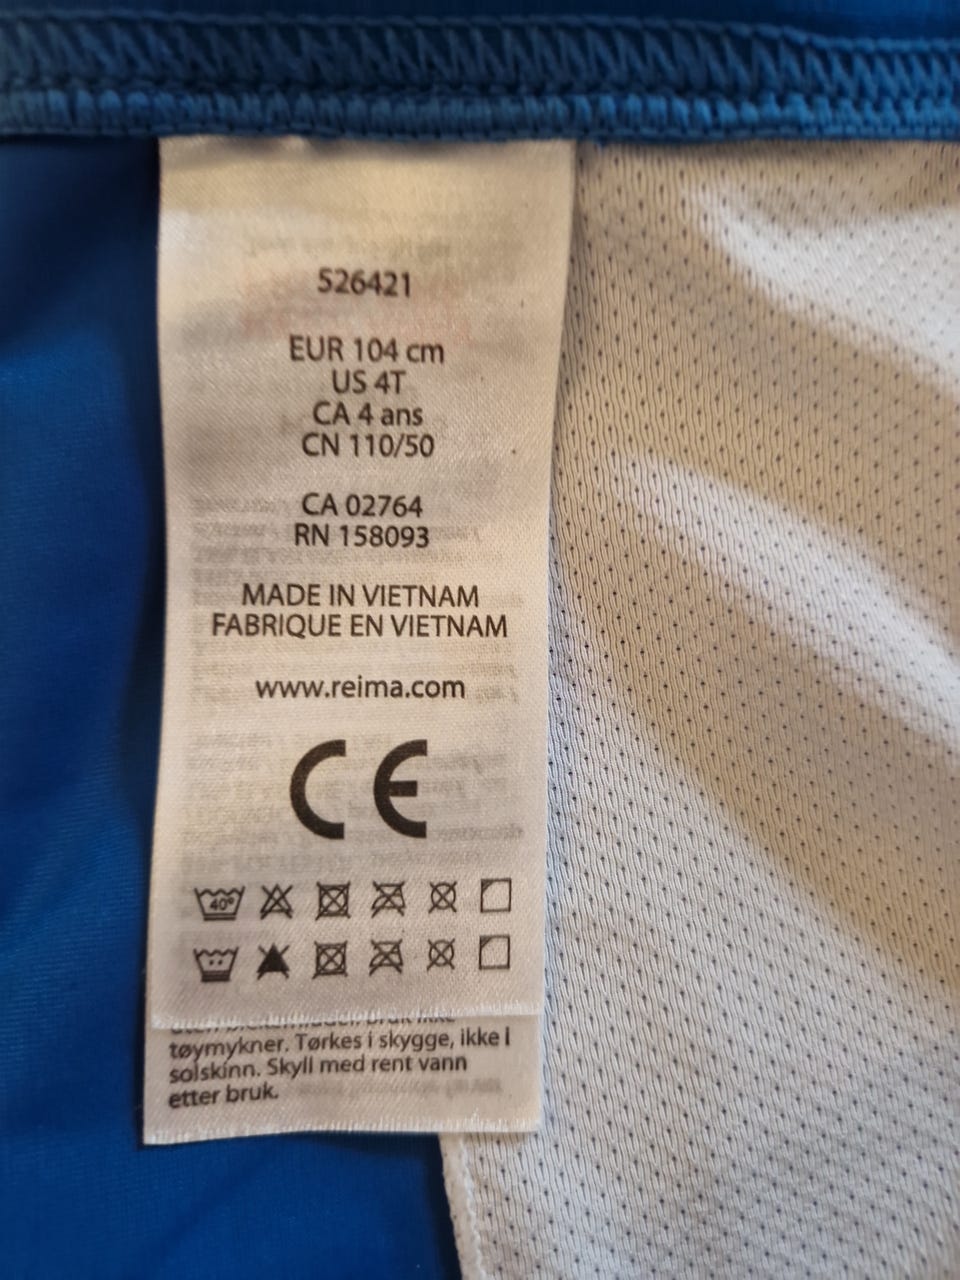 526421
EUR 104 cm
US 4T
CA 4 ans
CN 110/50
CA 02764
RN 158093
MADE IN VIETNAM
FABRIQUE EN VIETNAM
www.reima.com
CE
40°
tøymykner. Tørkes i skygge, ikke I
solskinn. Skyll med rent vann
etter bruk.